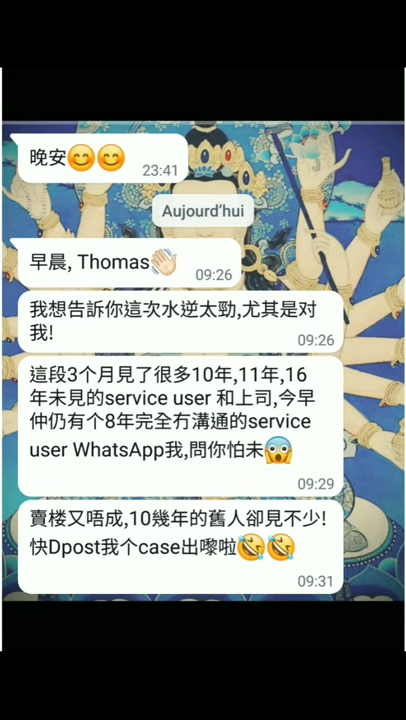 晚安😊😊
23:41
Aujourd'hui
早晨, Thomas👋🏻
09:26
我想告訴你這次水逆太勁,尤其是対
我!
09:26
這段3个月見了很多10年,11年,16
年未見的service user 和上司,今早
仲仍有个8年完全冇溝通的service
user WhatsApp我,問你怕未😱
09:29
賣楼又唔成,10幾年的舊人卻見不少!
快Dpost我个case出嚟啦🤣🤣
09:31